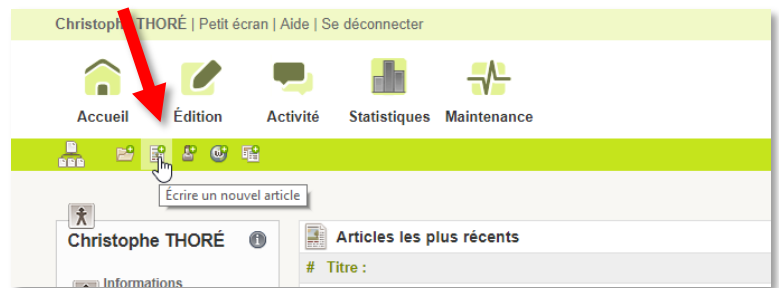 Christophe THORÉ | Petit écran | Aide | Se déconnecter
Accueil Édition Activité Statistiques Maintenance
Écrire un nouvel article
Christophe THORÉ
Articles les plus récents
# Titre :
Informations